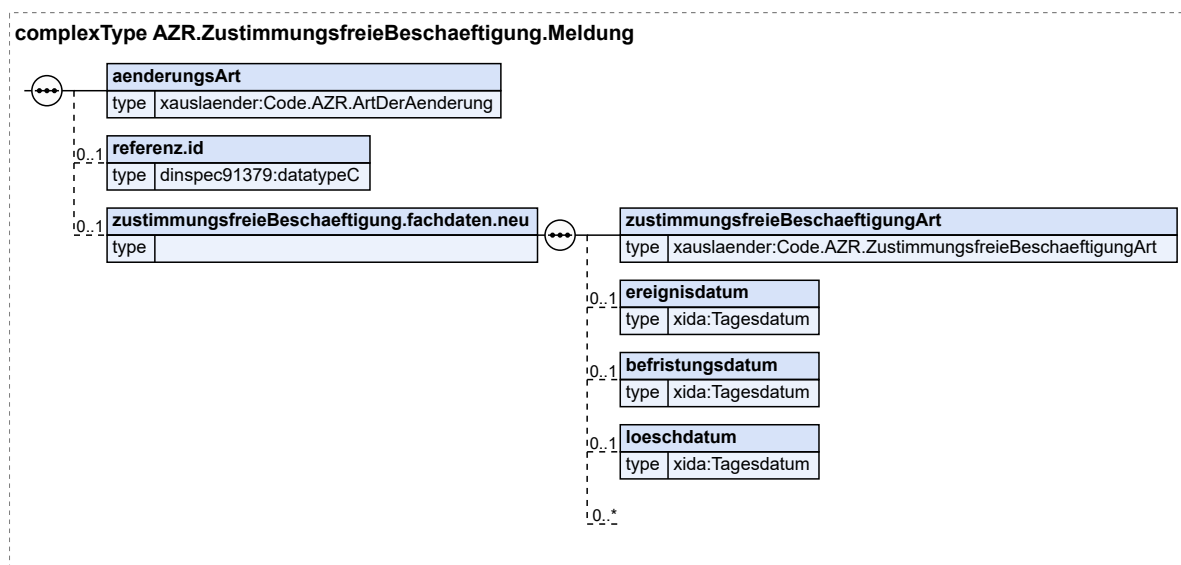 complexType AZR.ZustimmungsfreieBeschaeftigung.Meldung
aenderungsArt
type xauslaender:Code.AZR.ArtDerAenderung
0..1 referenz.id
type dinspec91379:datatypeC
0..1 zustimmungsfreieBeschaeftigung.fachdaten.neu
type
zustimmungsfreieBeschaeftigungArt
type xauslaender:Code.AZR.ZustimmungsfreieBeschaeftigungArt
0..1 ereignisdatum
type xida:Tagesdatum
0..1 befristungsdatum
type xida:Tagesdatum
0..1 loeschdatum
type xida:Tagesdatum
0..*